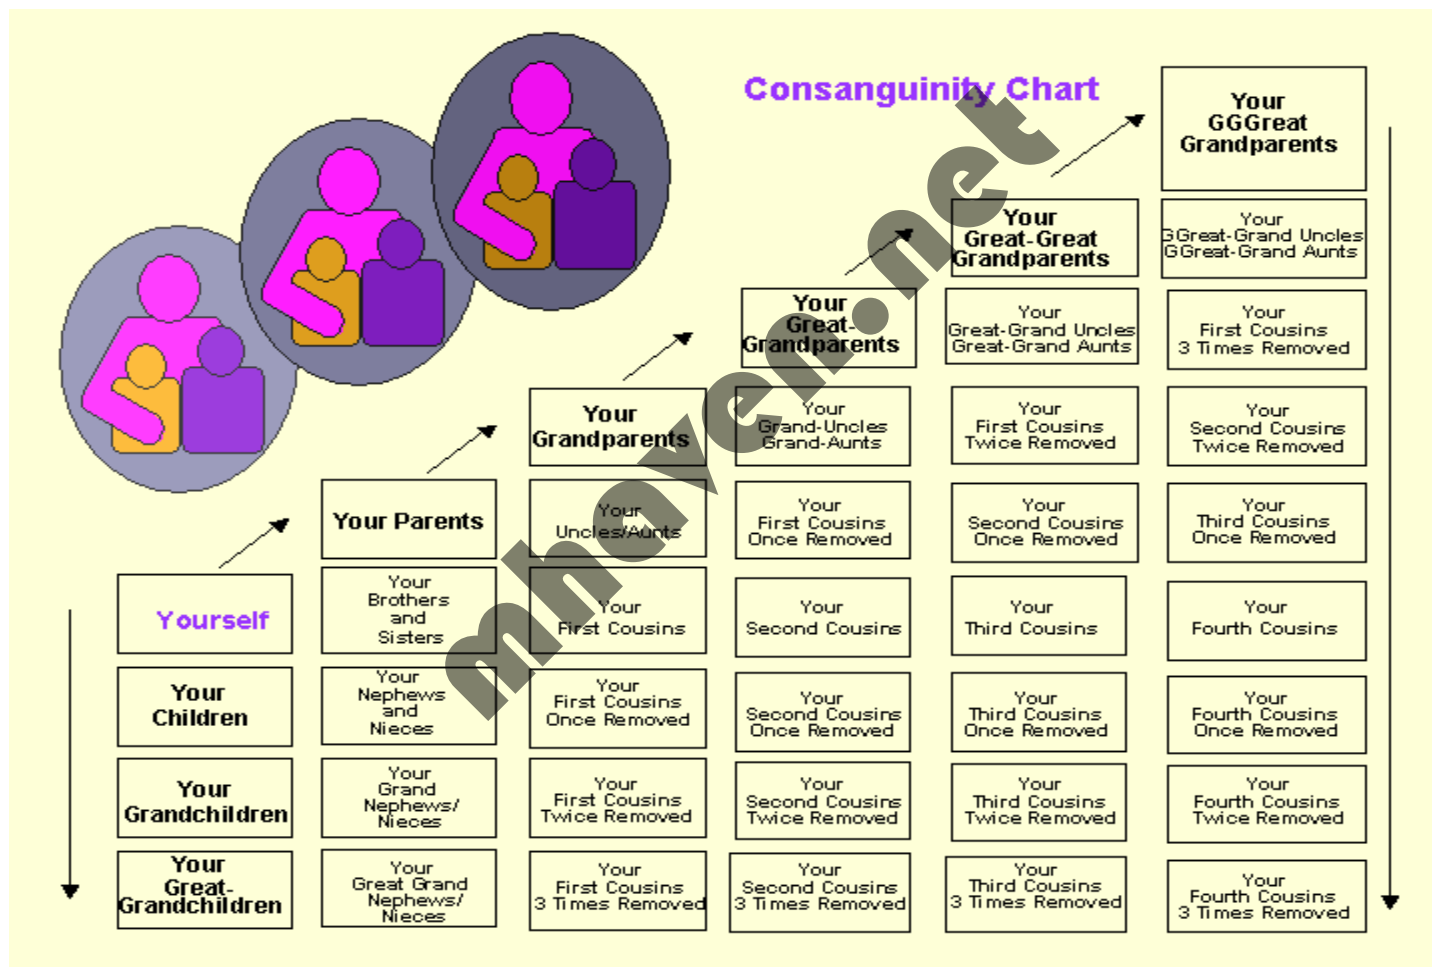 Consanguinity Chart
Your
GGGreat
Grandparents
Your
Great-Great
Grandparents
Your
GGreat-Grand Uncles
GGreat-Grand Aunts
Your
Great-
Grandparents
Your
Great-Grand Uncles
Great-Grand Aunts
Your
First Cousins
3 Times Removed
Your
Grandparents
Your
Grand-Uncles
Grand-Aunts
Your
First Cousins
Twice Removed
Your
Second Cousins
Twice Removed
Your Parents
Your
Uncles/Aunts
Your
First Cousins
Once Removed
Your
Second Cousins
Once Removed
Your
Third Cousins
Once Removed
Yourself
Your
Brothers
and
Sisters
Your
First Cousins
Your
Second Cousins
Your
Third Cousins
Your
Fourth Cousins
Your
Children
Your
Nephews
and
Nieces
Your
First Cousins
Once Removed
Your
Second Cousins
Once Removed
Your
Third Cousins
Once Removed
Your
Fourth Cousins
Once Removed
Your
Grandchildren
Your
Grand
Nephews/
Nieces
Your
First Cousins
Twice Removed
Your
Second Cousins
Twice Removed
Your
Third Cousins
Twice Removed
Your
Fourth Cousins
Twice Removed
Your
Great-
Grandchildren
Your
Great Grand
Nephews/
Nieces
Your
First Cousins
3 Times Removed
Your
Second Cousins
3 Times Removed
Your
Third Cousins
3 Times Removed
Your
Fourth Cousins
3 Times Removed
mhaven.net